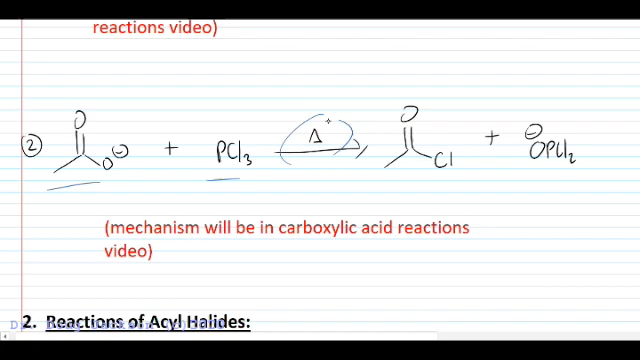 reactions video)
② O O⊖ + PCl3 Δ → O Cl + ⊖OPCl2
(mechanism will be in carboxylic acid reactions
video)
2. Reactions of Acyl Halides: